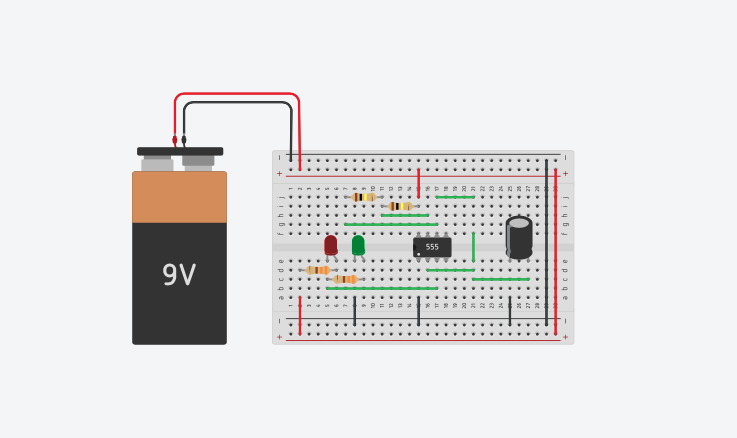 − −
+ +
1 2 3 4 5 6 7 8 9 10 11 12 13 14 15 16 17 18 19 20 21 22 23 24 25 26 27 28 29 30
j j
i i
h h
g g
f f
555
e e
9V
d d
c c
b b
a a
1 2 3 4 5 6 7 8 9 10 11 12 13 14 15 16 17 18 19 20 21 22 23 24 25 26 27 28 29 30
− −
+ +